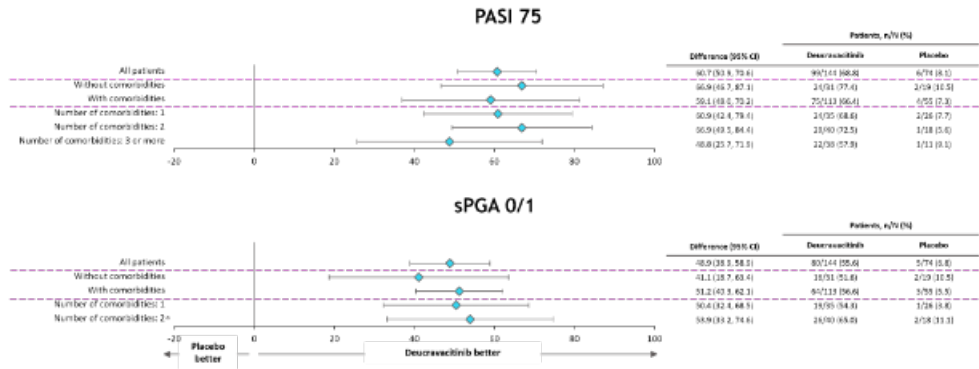 PASI 75
Patients, n/N (%)
Difference (95% CI) Deucravacitinib Placebo
All patients 60.7 (50.9, 70.6) 99/144 (68.8) 6/74 (8.1)
Without comorbidities 66.9 (46.7, 87.1) 24/31 (77.4) 2/19 (10.5)
With comorbidities 59.1 75/113 (66.4) 4/55 (7.3)
Number of comorbidities: 1 60.9 (42.4, 79.4) 24/35 (68.6) 2/26 (7.7)
Number of comorbidities: 2 66.9 (49.5, 84.4) 29/40 (72.5) 1/18 (5.6)
Number of comorbidities: 3 or more 48.8 (25.7, 71.9) 22/38 (57.9) 1/11 (9.1)
-20 0 20 40 60 80 100
sPGA 0/1
Patients, n/N (%)
Difference (95% CI) Deucravacitinib Placebo
All patients 48.9 80/144 (55.6) 5/74 (6.8)
Without comorbidities 41.1 (18.7, 63.4) 16/31 (51.6) 2/19 (10.5)
With comorbidities 51.2 (40.3, 62.1) 64/113 (56.6) 3/55 (5.5)
Number of comorbidities: 1 50.4 (32.4, 68.5) 19/35 (54.3) 1/26 (3.8)
Number of comorbidities: 2 53.9 (33.2, 74.6) 26/40 (65.0) 2/18 (11.1)
-20 0 20 40 60 80 100
Placebo better
Deucravacitinib better